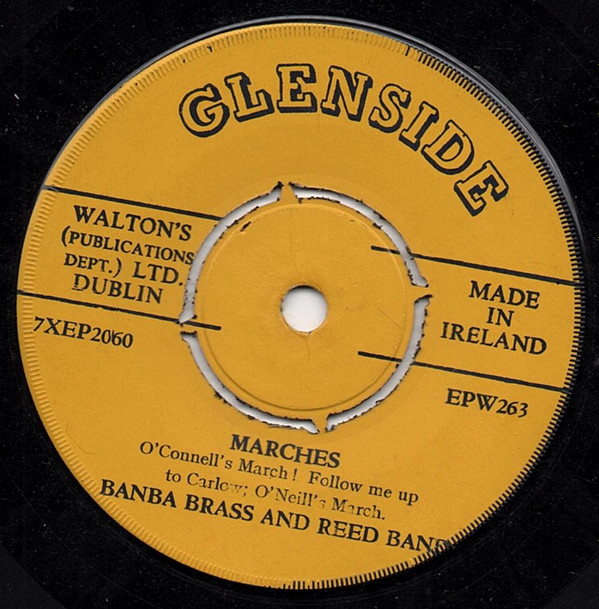 GLENSIDE
WALTON'S
(PUBLICATIONS
DEPT.) LTD.
DUBLIN
MADE
IN
IRELAND
7XEP2060
EPW263
MARCHES
O'Connell's March! Follow me up
to Carlow; O'Neill's March.
BANBA BRASS AND REED BAND